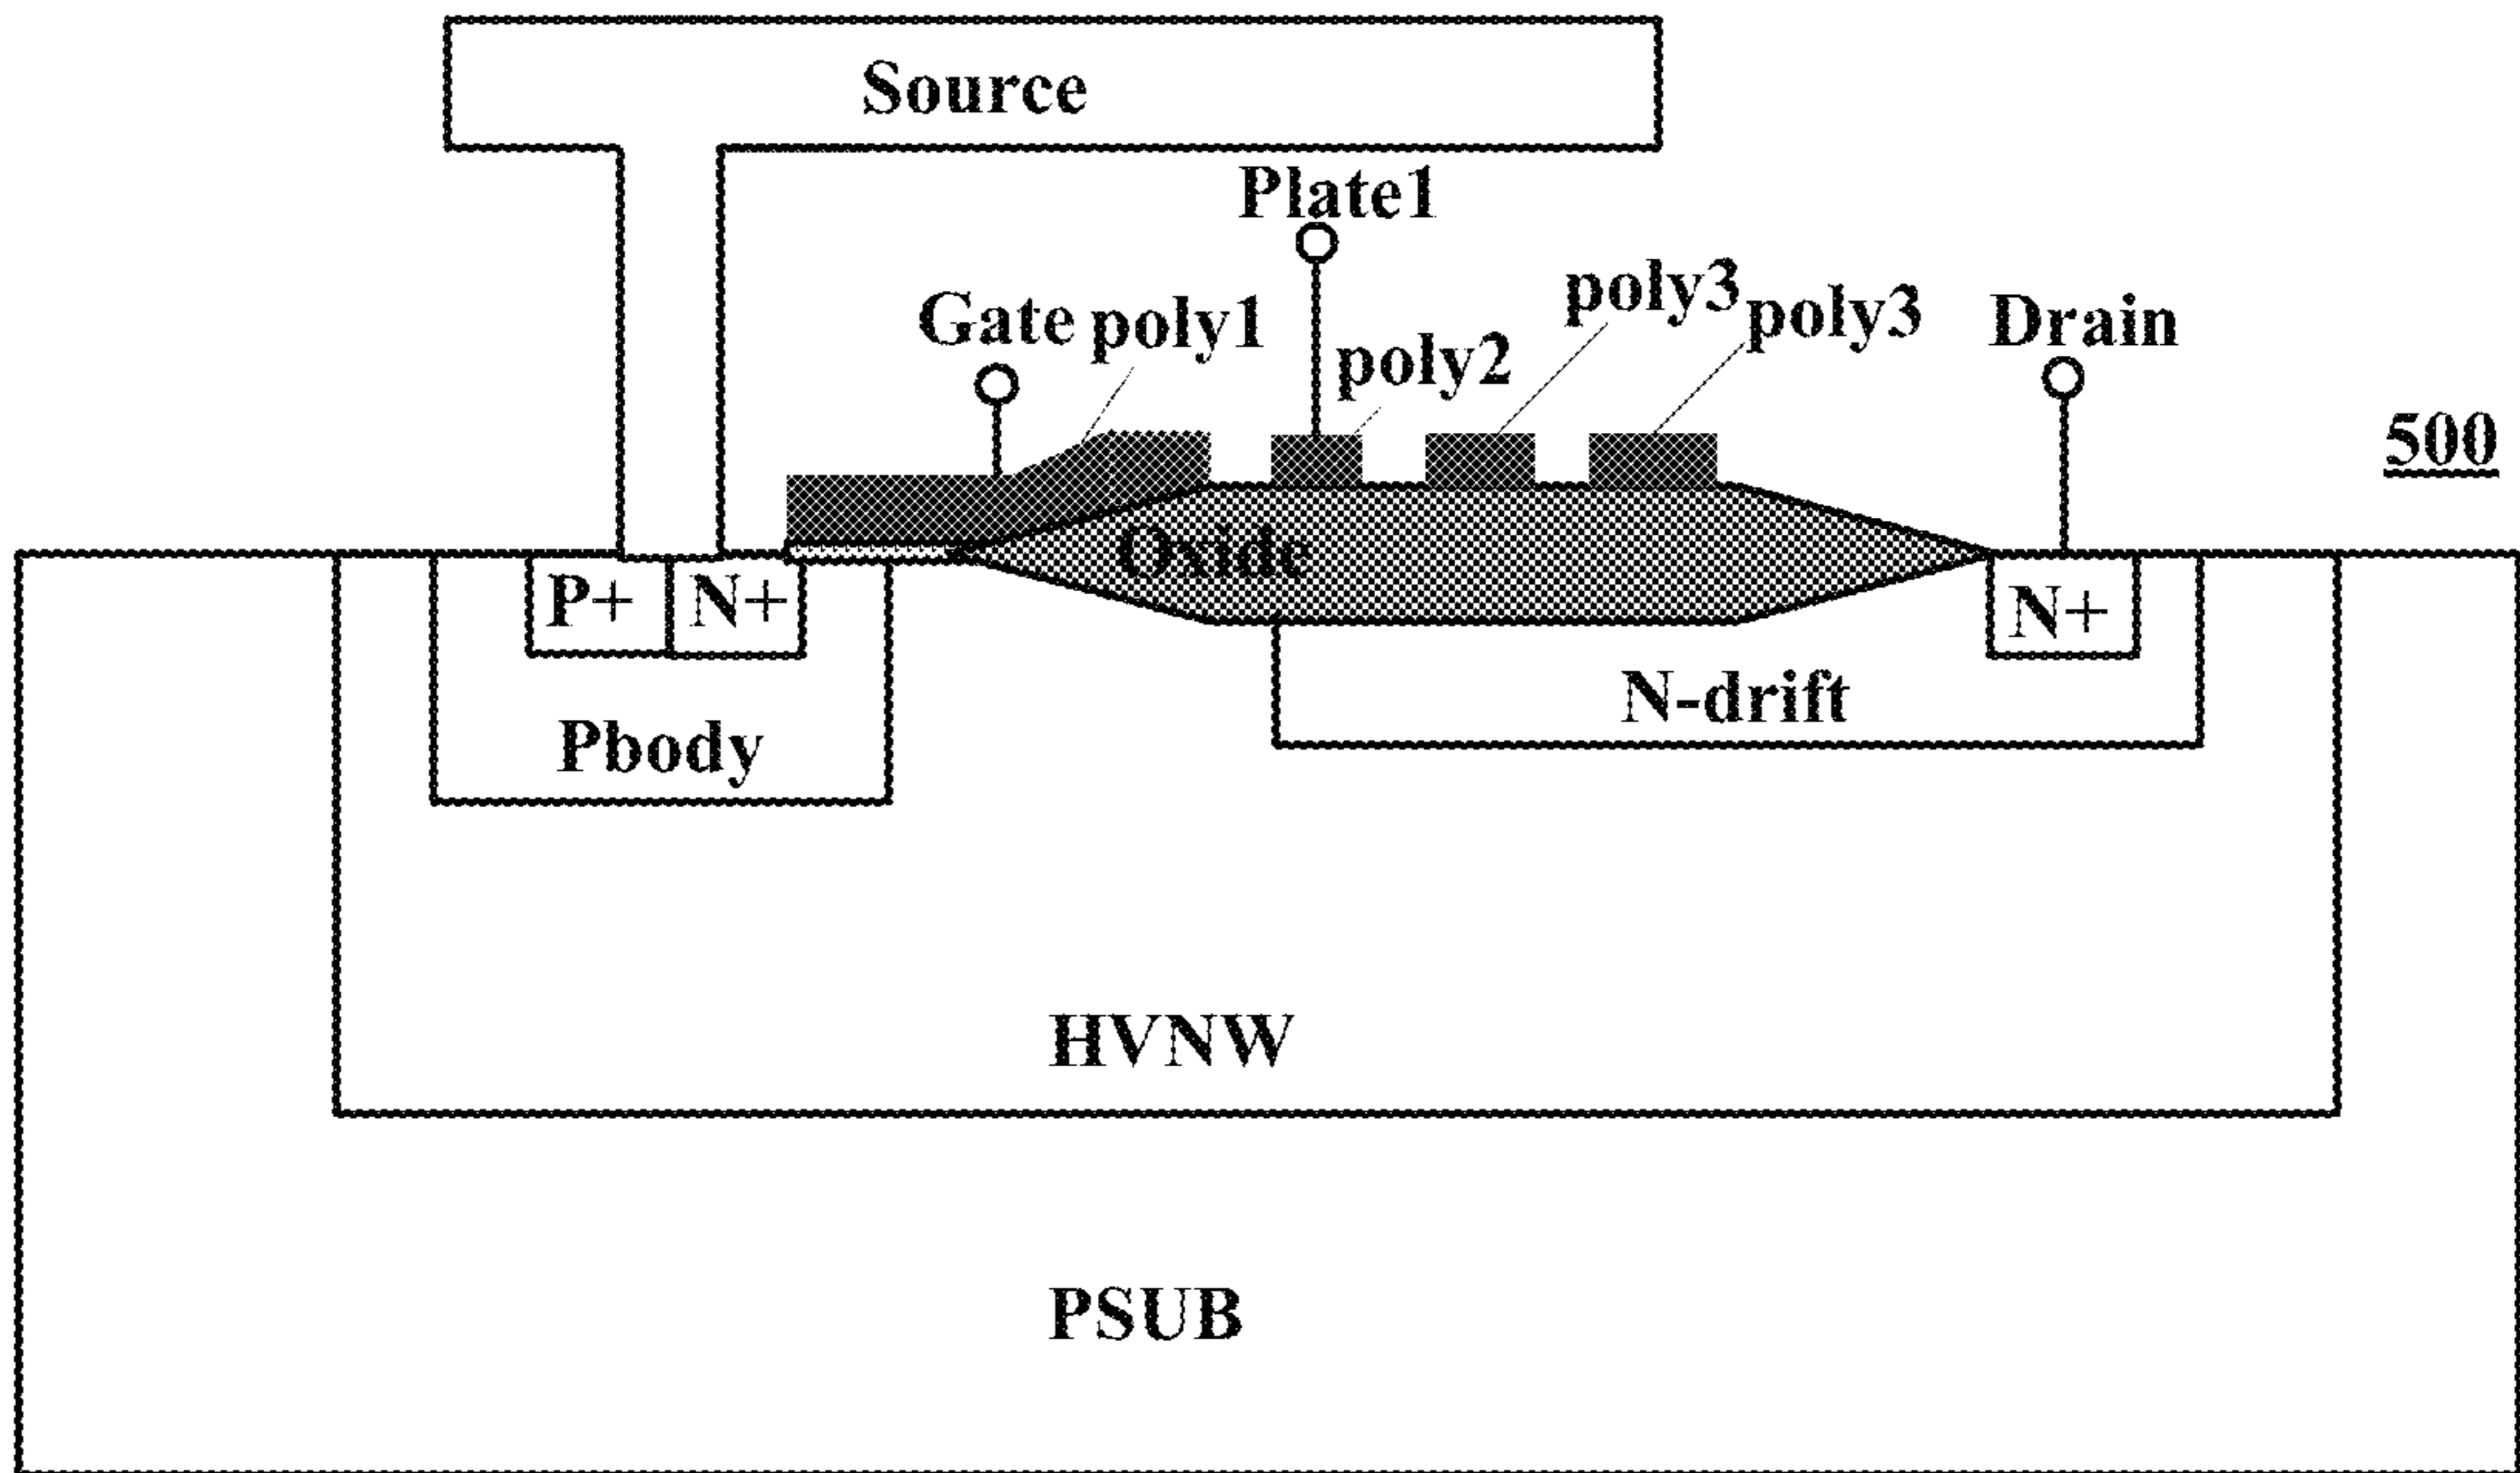 Source
Plate1
poly3
Gate poly1
poly3
Drain
poly2
500
Oxide
P+
N+
N+
N-drift
Pbody
HVNW
PSUB